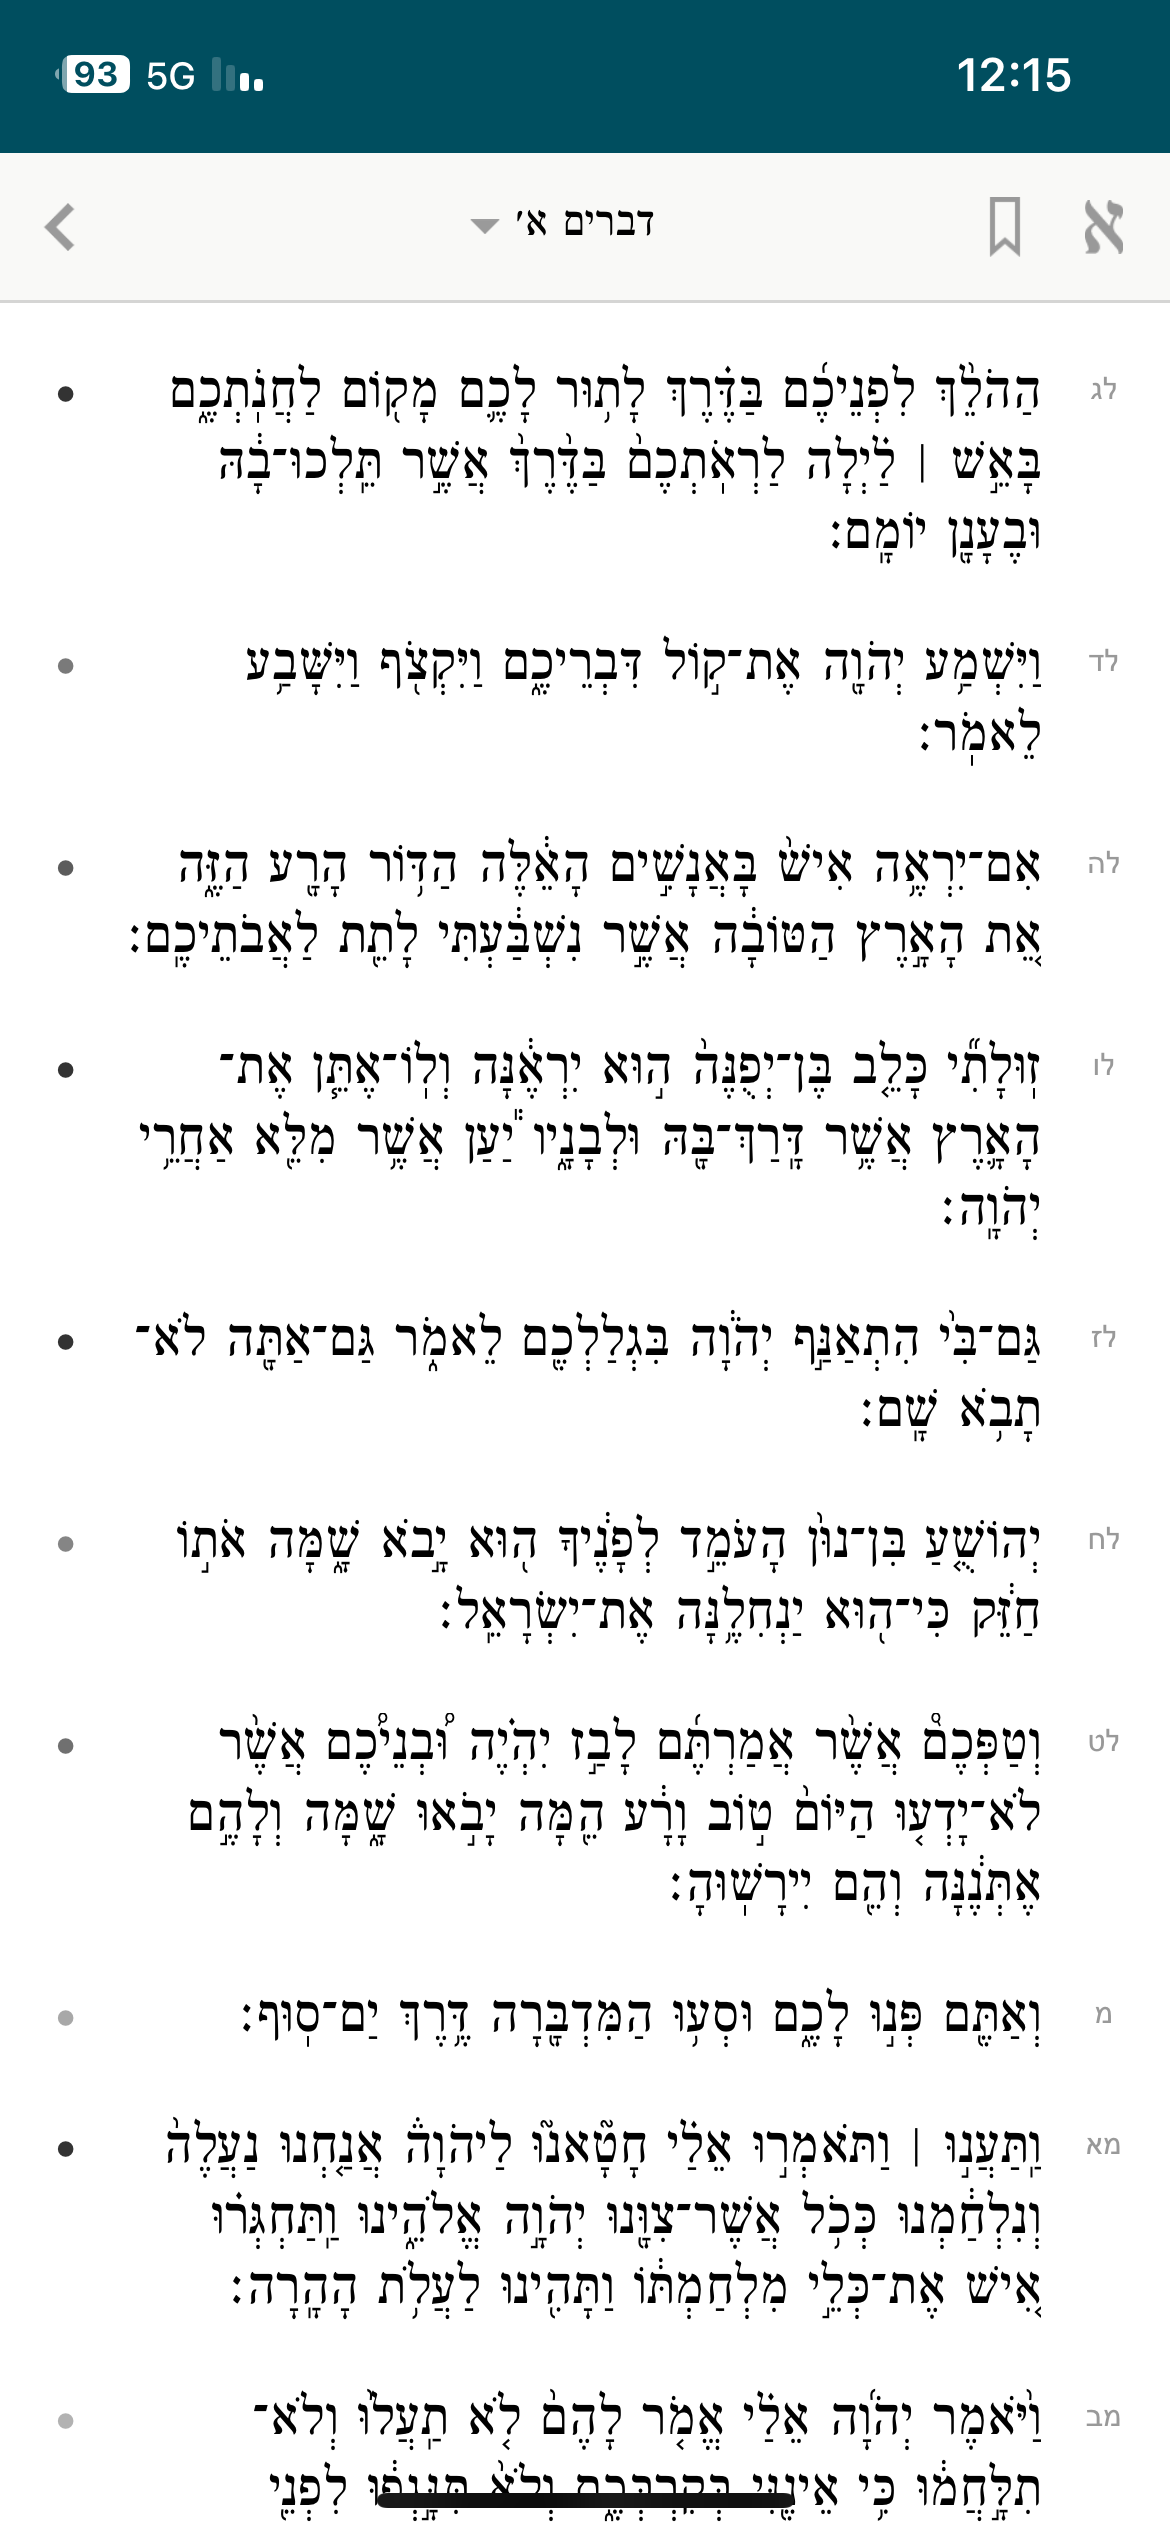 93 5G 12:15
דברים א׳
לג
הַהֹלֵ֨ךְ לִפְנֵיכֶ֜ם בַּדֶּ֗רֶךְ לָת֥וּר לָכֶ֛ם מָק֖וֹם לַחֲנֹֽתְכֶ֑ם
בָּאֵ֣שׁ ׀ לַ֗יְלָה לַרְאֹֽתְכֶם֙ בַּדֶּ֙רֶךְ֙ אֲשֶׁ֣ר תֵּֽלְכוּ־בָ֔הּ
וּבֶעָנָ֖ן יוֹמָֽם׃
לד
וַיִּשְׁמַ֥ע יְהֹוָ֖ה אֶת־ק֣וֹל דִּבְרֵיכֶ֑ם וַיִּקְצֹ֖ף וַיִּשָּׁבַ֥ע
לֵאמֹֽר׃
לה
אִם־יִרְאֶ֥ה אִישׁ֙ בָּאֲנָשִׁ֣ים הָאֵ֔לֶּה הַדּ֥וֹר הָרָ֖ע הַזֶּ֑ה
אֵ֚ת הָאָ֣רֶץ הַטּוֹבָ֔ה אֲשֶׁ֣ר נִשְׁבַּ֔עְתִּי לָתֵ֖ת לַאֲבֹתֵיכֶֽם׃
לו
זֽוּלָתִ֞י כָּלֵ֤ב בֶּן־יְפֻנֶּה֙ ה֣וּא יִרְאֶ֔נָּה וְלֽוֹ־אֶתֵּ֧ן אֶת־
הָאָ֛רֶץ אֲשֶׁ֥ר דָּֽרַךְ־בָּ֖הּ וּלְבָנָ֑יו יַ֕עַן אֲשֶׁ֥ר מִלֵּ֖א אַחֲרֵ֥י
יְהֹוָֽה׃
לז
גַּם־בִּי֙ הִתְאַנַּ֣ף יְהֹוָ֔ה בִּגְלַלְכֶ֖ם לֵאמֹ֑ר גַּם־אַתָּ֖ה לֹא־
תָבֹ֥א שָֽׁם׃
לח
יְהוֹשֻׁ֤עַ בִּן־נוּן֙ הָעֹמֵ֣ד לְפָנֶ֔יךָ ה֖וּא יָ֣בֹא שָׁ֑מָּה אֹת֣וֹ
חַזֵּ֔ק כִּי־ה֖וּא יַנְחִלֶ֥נָּה אֶת־יִשְׂרָאֵֽל׃
לט
וְטַפְּכֶם֩ אֲשֶׁ֨ר אֲמַרְתֶּ֜ם לָבַ֣ז יִהְיֶ֗ה וּ֠בְנֵיכֶ֠ם אֲשֶׁ֨ר
לֹא־יָדְע֤וּ הַיּוֹם֙ ט֣וֹב וָרָ֔ע הֵ֖מָּה יָבֹ֣אוּ שָׁ֑מָּה וְלָהֶ֣ם
אֶתְּנֶ֔נָּה וְהֵ֖ם יִירָשֽׁוּהָ׃
מ
וְאַתֶּ֖ם פְּנ֣וּ לָכֶ֑ם וּסְע֥וּ הַמִּדְבָּ֖רָה דֶּ֥רֶךְ יַם־סֽוּף׃
מא
וַֽתַּעֲנ֣וּ ׀ וַתֹּאמְר֣וּ אֵלַ֗י חָטָ֘אנוּ֮ לַֽיהֹוָה֒ אֲנַ֤חְנוּ נַעֲלֶה֙
וְנִלְחַ֔מְנוּ כְּכֹ֥ל אֲשֶׁר־צִוָּ֖נוּ יְהֹוָ֣ה אֱלֹהֵ֑ינוּ וַֽתַּחְגְּר֗וּ
אִ֚ישׁ אֶת־כְּלֵ֣י מִלְחַמְתּ֔וֹ וַתָּהִ֖ינוּ לַעֲלֹ֥ת הָהָֽרָה׃
מב
וַיֹּ֨אמֶר יְהֹוָ֜ה אֵלַ֗י אֱמֹ֤ר לָהֶם֙ לֹ֤א תַֽעֲלוּ֙ וְלֹא־
תִלָּ֣חֲמ֔וּ כִּ֥י אֵינֶ֖נִּי בְּקִרְבְּכֶ֑ם וְלֹא֙ תִּנָּ֣גְפ֔וּ לִפְנֵ֖י